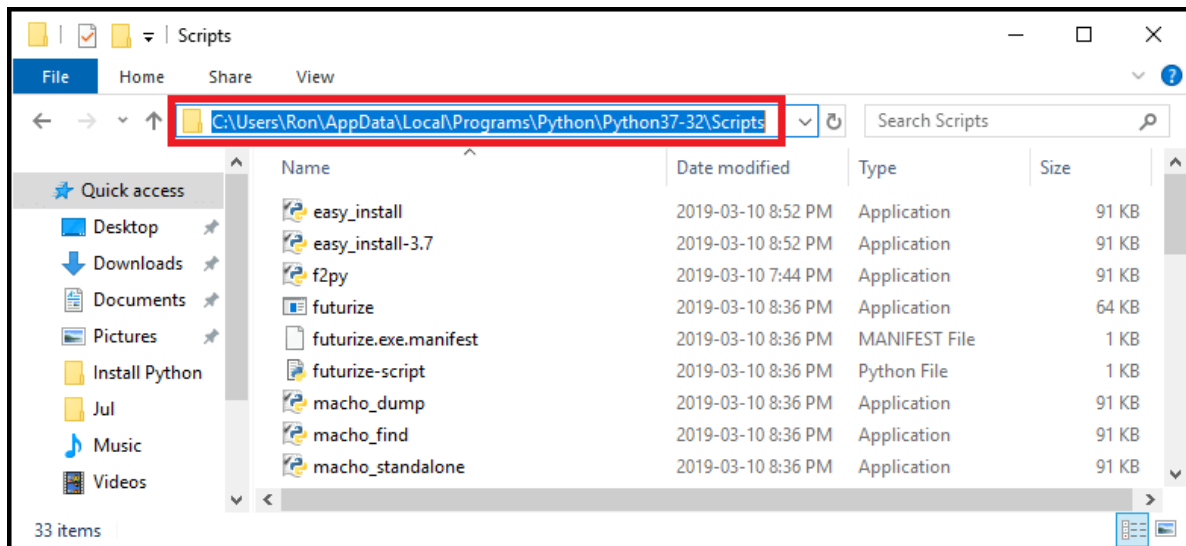 Scripts
File Home Share View
C:\Users\Ron\AppData\Local\Programs\Python\Python37-32\Scripts Search Scripts
Name Date modified Type Size
Quick access
Desktop
Downloads
Documents
Pictures
Install Python
Jul
Music
Videos
easy_install 2019-03-10 8:52 PM Application 91 KB
easy_install-3.7 2019-03-10 8:52 PM Application 91 KB
f2py 2019-03-10 7:44 PM Application 91 KB
futurize 2019-03-10 8:36 PM Application 64 KB
futurize.exe.manifest 2019-03-10 8:36 PM MANIFEST File 1 KB
futurize-script 2019-03-10 8:36 PM Python File 1 KB
macho_dump 2019-03-10 8:36 PM Application 91 KB
macho_find 2019-03-10 8:36 PM Application 91 KB
macho_standalone 2019-03-10 8:36 PM Application 91 KB
33 items